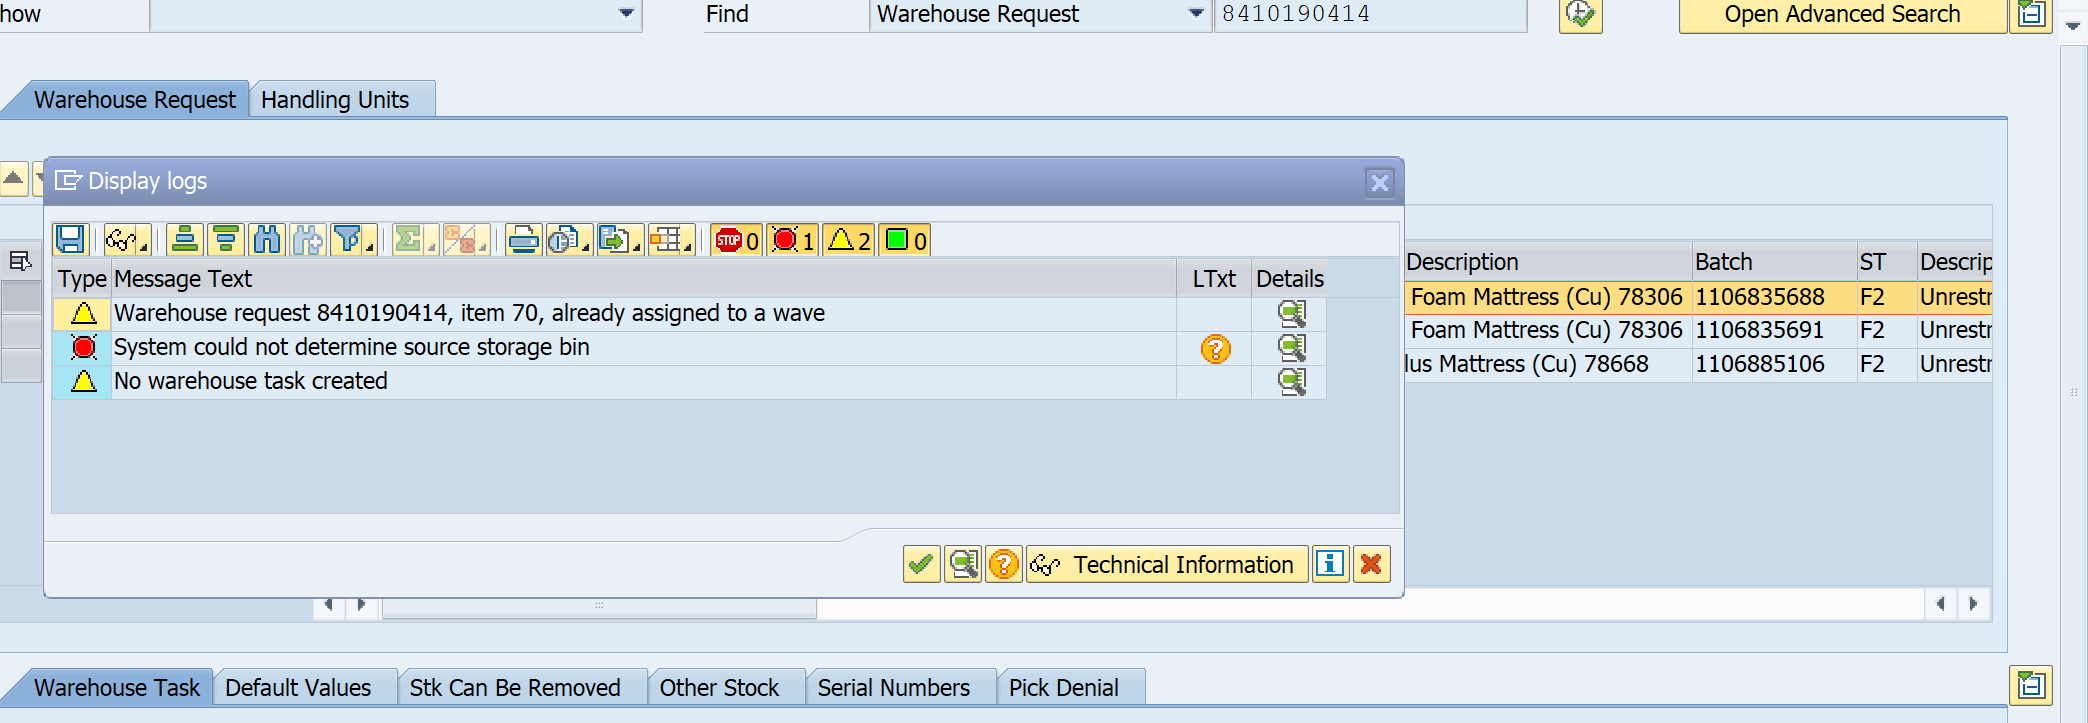 how Find Warehouse Request 8410190414 Open Advanced Search
Warehouse Request Handling Units
Display logs
STOP 0 1 2 0
Type Message Text LTxt Details
Warehouse request 8410190414, item 70, already assigned to a wave
System could not determine source storage bin
No warehouse task created
Description Batch ST Descrip
Foam Mattress (Cu) 78306 1106835688 F2 Unrestr
Foam Mattress (Cu) 78306 1106835691 F2 Unrestr
lus Mattress (Cu) 78668 1106885106 F2 Unrestr
Technical Information
Warehouse Task Default Values Stk Can Be Removed Other Stock Serial Numbers Pick Denial